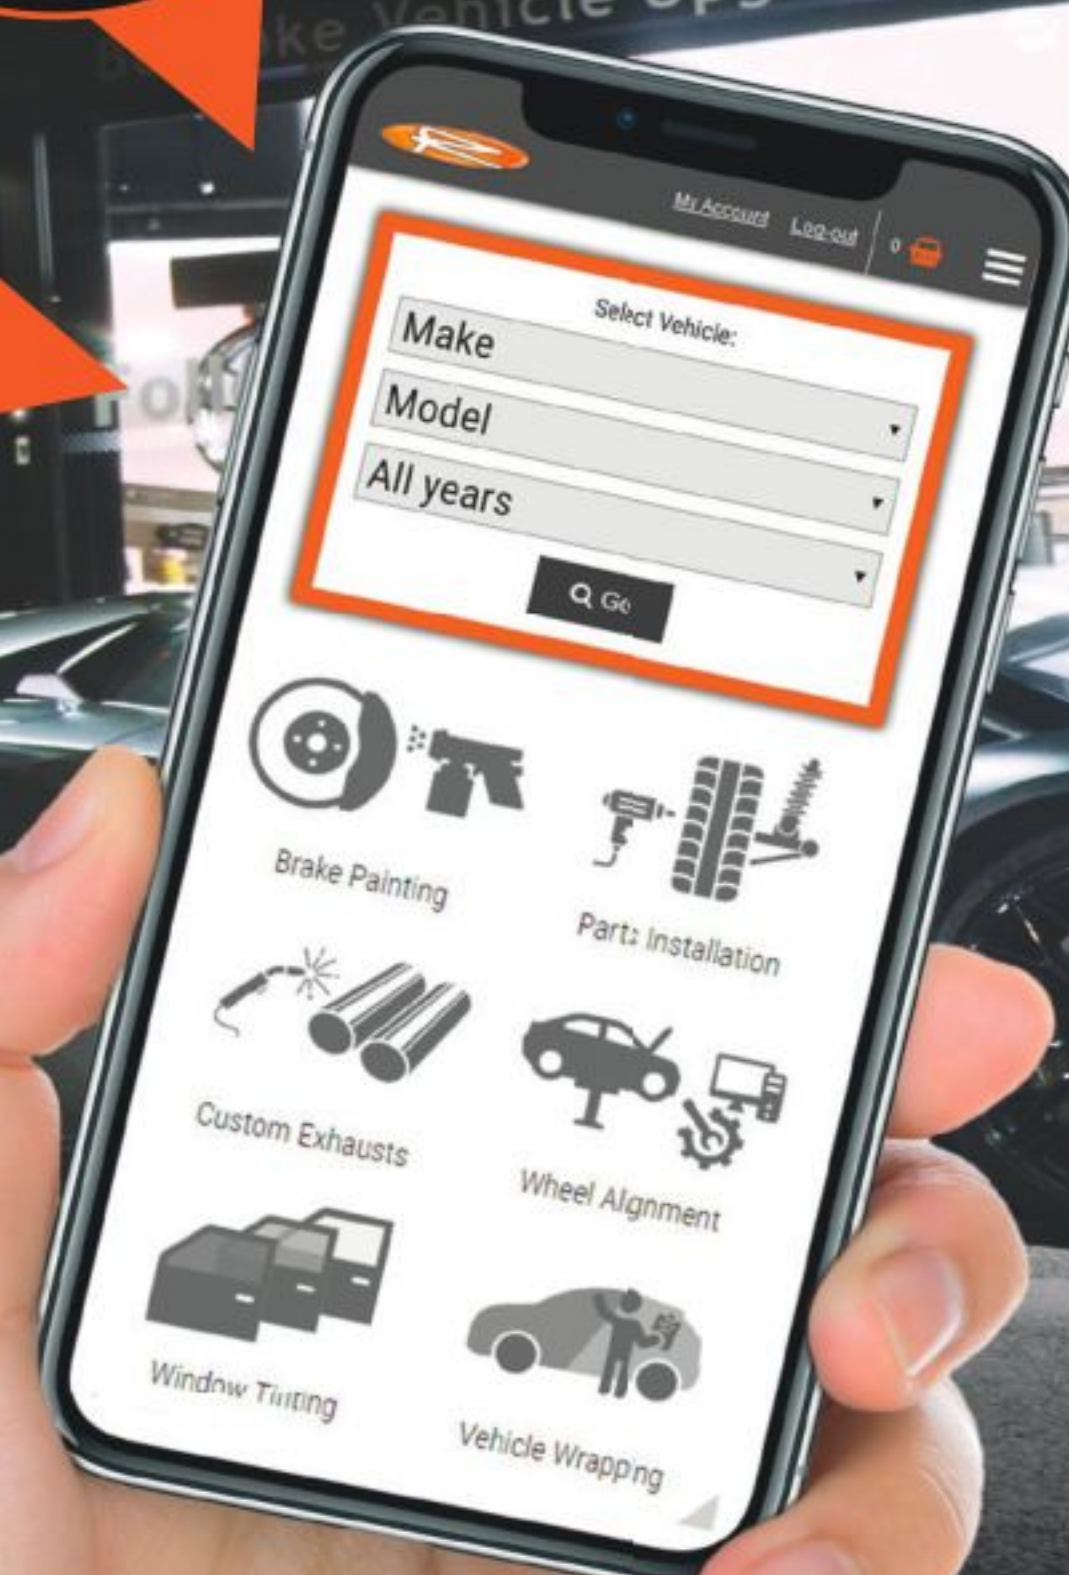 Vehicle
My Account Log-out 0
Select Vehicle:
Make
Model
All years
Go
Brake Painting
Parts Installation
Custom Exhausts
Wheel Alignment
Window Tinting
Vehicle Wrapping